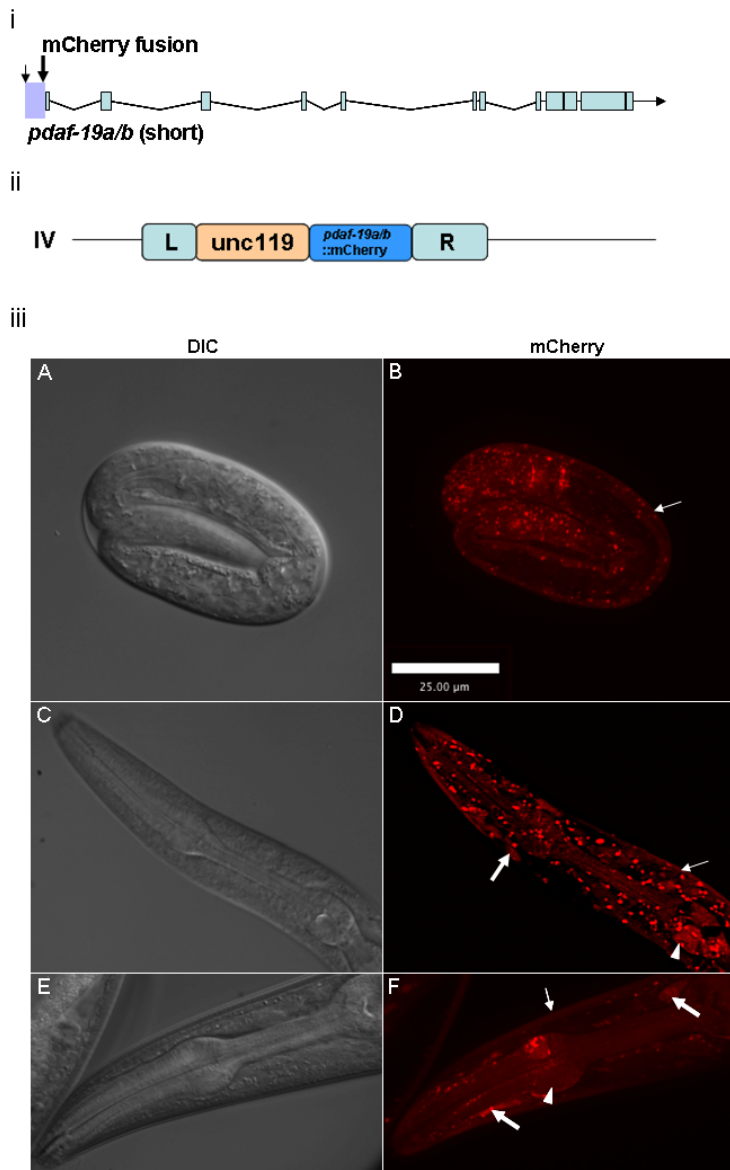 i
mCherry fusion
pdaf-19a/b (short)
ii
IV
L
unc119
pdaf-19a/b
::mCherry
R
iii
DIC
mCherry
A
B
25.00 µm
C
D
E
F